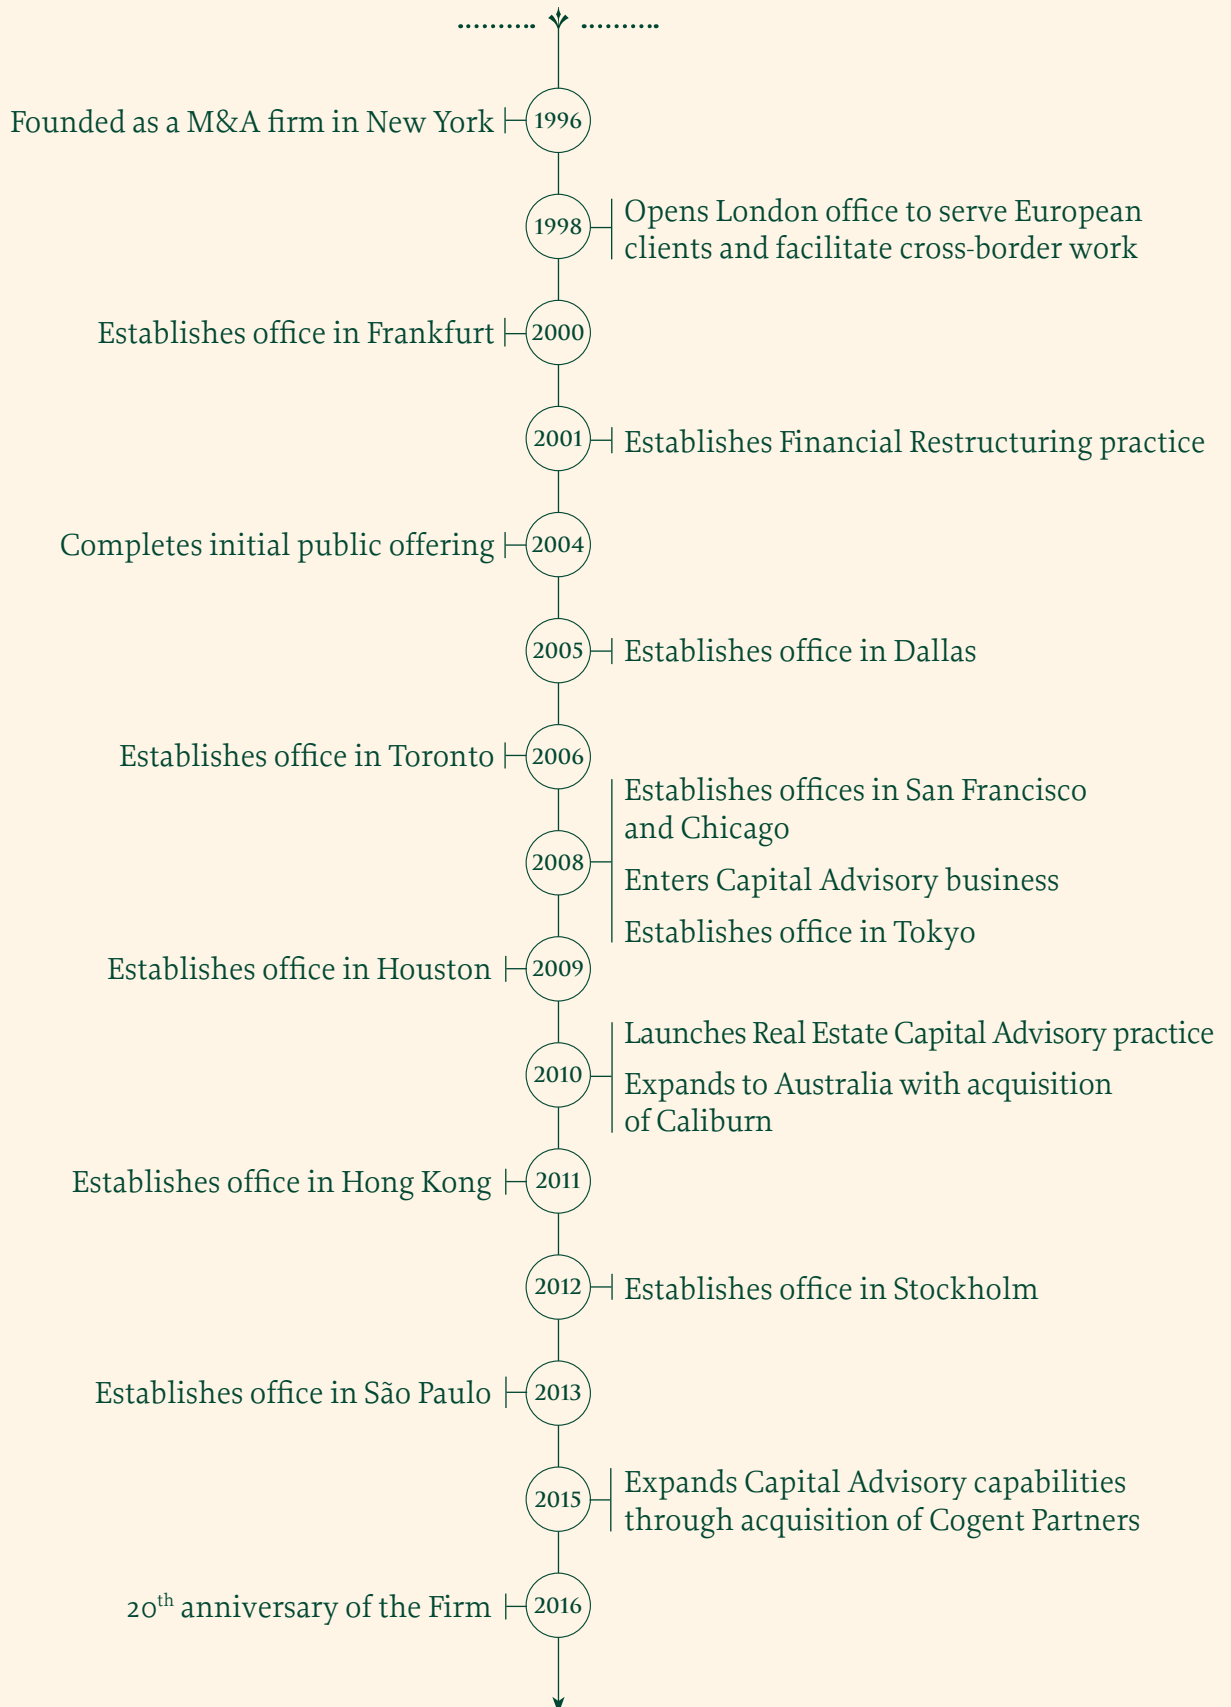 Founded as a M&A firm in New York
1996
1998
Opens London office to serve European
clients and facilitate cross-border work
Establishes office in Frankfurt
2000
2001
Establishes Financial Restructuring practice
Completes initial public offering
2004
2005
Establishes office in Dallas
Establishes office in Toronto
2006
2008
Establishes offices in San Francisco
and Chicago
Enters Capital Advisory business
Establishes office in Tokyo
Establishes office in Houston
2009
2010
Launches Real Estate Capital Advisory practice
Expands to Australia with acquisition
of Caliburn
Establishes office in Hong Kong
2011
2012
Establishes office in Stockholm
Establishes office in São Paulo
2013
2015
Expands Capital Advisory capabilities
through acquisition of Cogent Partners
20th anniversary of the Firm
2016